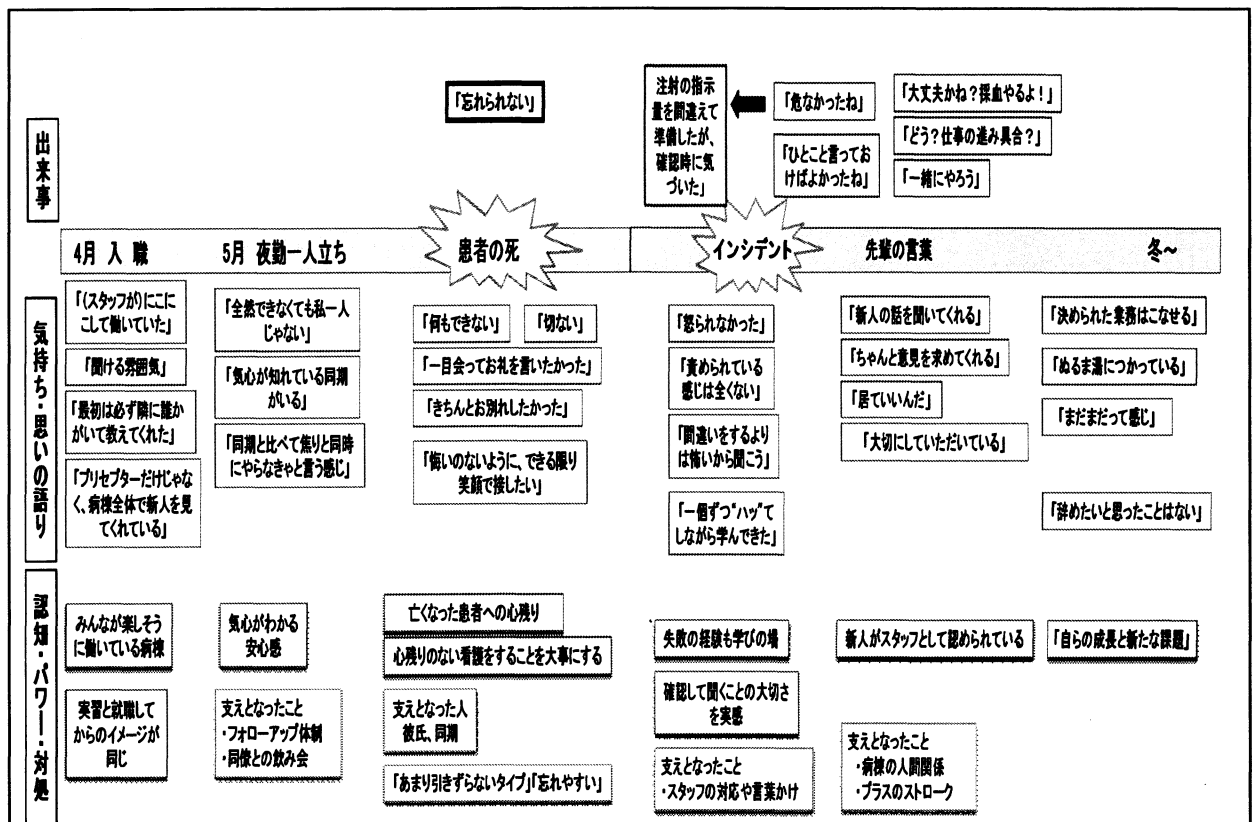 出来事
「忘れられない」
注射の指示
量を間違えて
準備したが、
確認時に気
づいた」
「危なかったね」
「ひとこと言ってお
けばよかったね」
「大丈夫かね？採血やるよ！」
「どう？仕事の進み具合？」
「一緒にやろう」
4月 入 職
5月 夜勤一人立ち
患者の死
インシデント
先輩の言葉
冬～
気持ち・思いの語り
「(スタッフが)にこに
こして働いていた」
「聞ける雰囲気」
「最初は必ず隣に誰か
がいて教えてくれた」
「プリセプターだけじゃな
く、病棟全体で新人を見
てくれている」
「全然できなくても私一人
じゃない」
「気心が知れている同期
がいる」
「同期と比べて焦りと同時
にやらなきゃと言う感じ」
「何もできない」
「切ない」
「一目会ってお礼を言いたかった」
「きちんとお別れしたかった」
「悔いのないように、できる限り
笑顔で接したい」
「怒られなかった」
「責められている
感じは全くない」
「間違いをするより
は怖いから聞こう」
「一個ずつ“ハッ”て
しながら学んできた」
「新人の話を聞いてくれる」
「ちゃんと意見を求めてくれる」
「居ていいんだ」
「大切にしていただいている」
「決められた業務はこなせる」
「ぬるま湯につかっている」
「まだまだって感じ」
「辞めたいと思ったことはない」
認知・パワー・対処
みんなが楽しそう
に働いている病棟
実習と就職して
からのイメージが
同じ
気心がわかる
安心感
支えとなったこと
・フォローアップ体制
・同僚との飲み会
亡くなった患者への心残り
心残りのない看護をすることを大事にする
支えとなった人
彼氏、同期
「あまり引きずらないタイプ」「忘れやすい」
失敗の経験も学びの場
確認して聞くことの大切さ
を実感
支えとなったこと
・スタッフの対応や言葉かけ
新人がスタッフとして認められている
支えとなったこと
・病棟の人間関係
・プラスのストローク
「自らの成長と新たな課題」